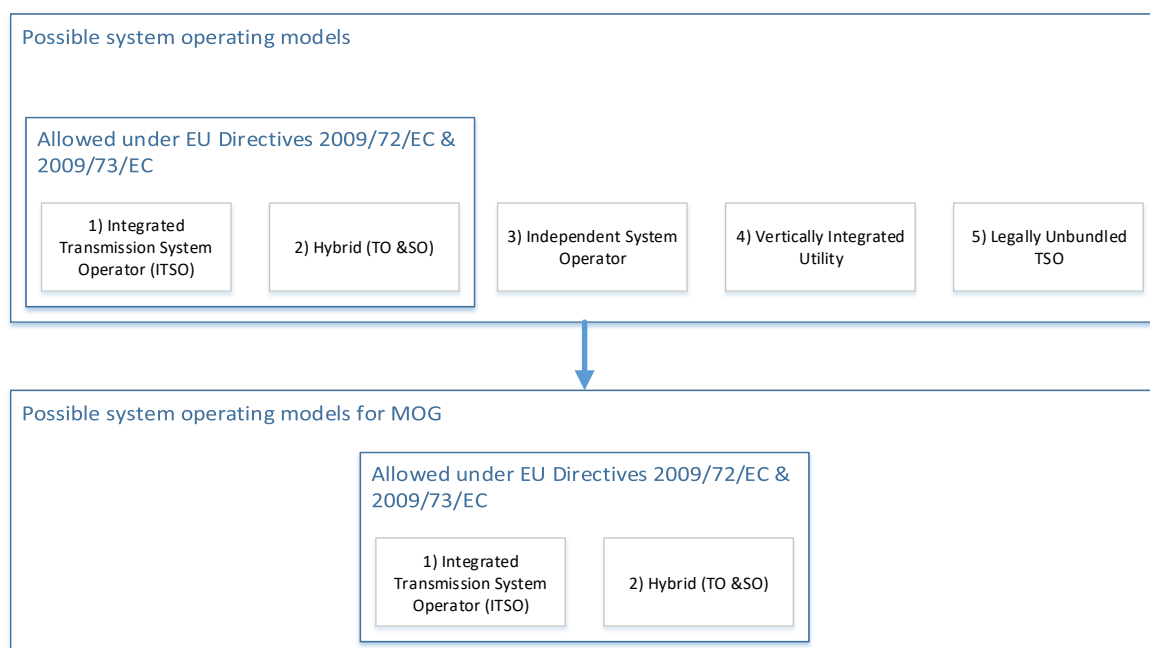 Possible system operating models
Allowed under EU Directives 2009/72/EC &
2009/73/EC
1) Integrated
Transmission System
Operator (ITSO)
2) Hybrid (TO &SO)
3) Independent System
Operator
4) Vertically Integrated
Utility
5) Legally Unbundled
TSO
Possible system operating models for MOG
Allowed under EU Directives 2009/72/EC &
2009/73/EC
1) Integrated
Transmission System
Operator (ITSO)
2) Hybrid (TO &SO)